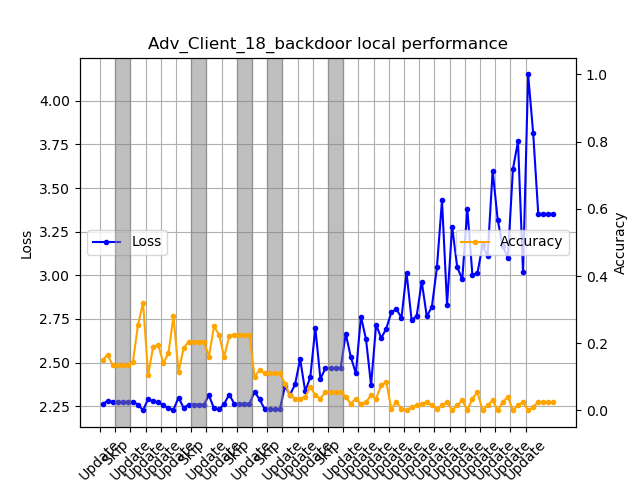 Adv_Client_18_backdoor local performance
4.00
3.75
3.50
3.25
3.00
2.75
2.50
2.25
Loss
Loss
Accuracy
1.0
0.8
0.6
0.4
0.2
0.0
Accuracy
Update
Skip
Update
Update
Update
Update
Skip
Update
Skip
Update
Skip
Update
Update
Skip
Update
Update
Update
Update
Update
Update
Update
Update
Update
Update
Update
Update
Update